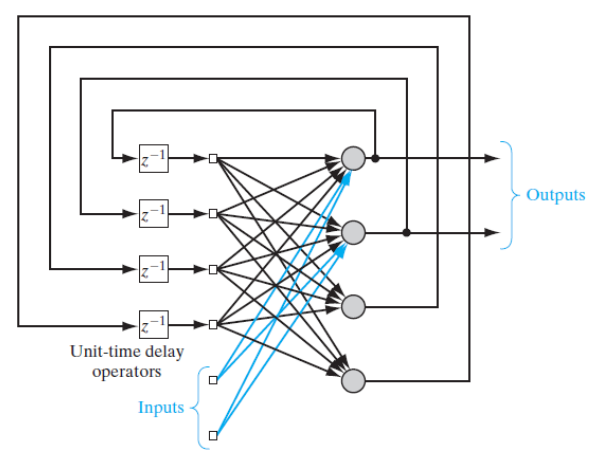 z⁻¹
Outputs
z⁻¹
z⁻¹
z⁻¹
Unit-time delay
operators
Inputs